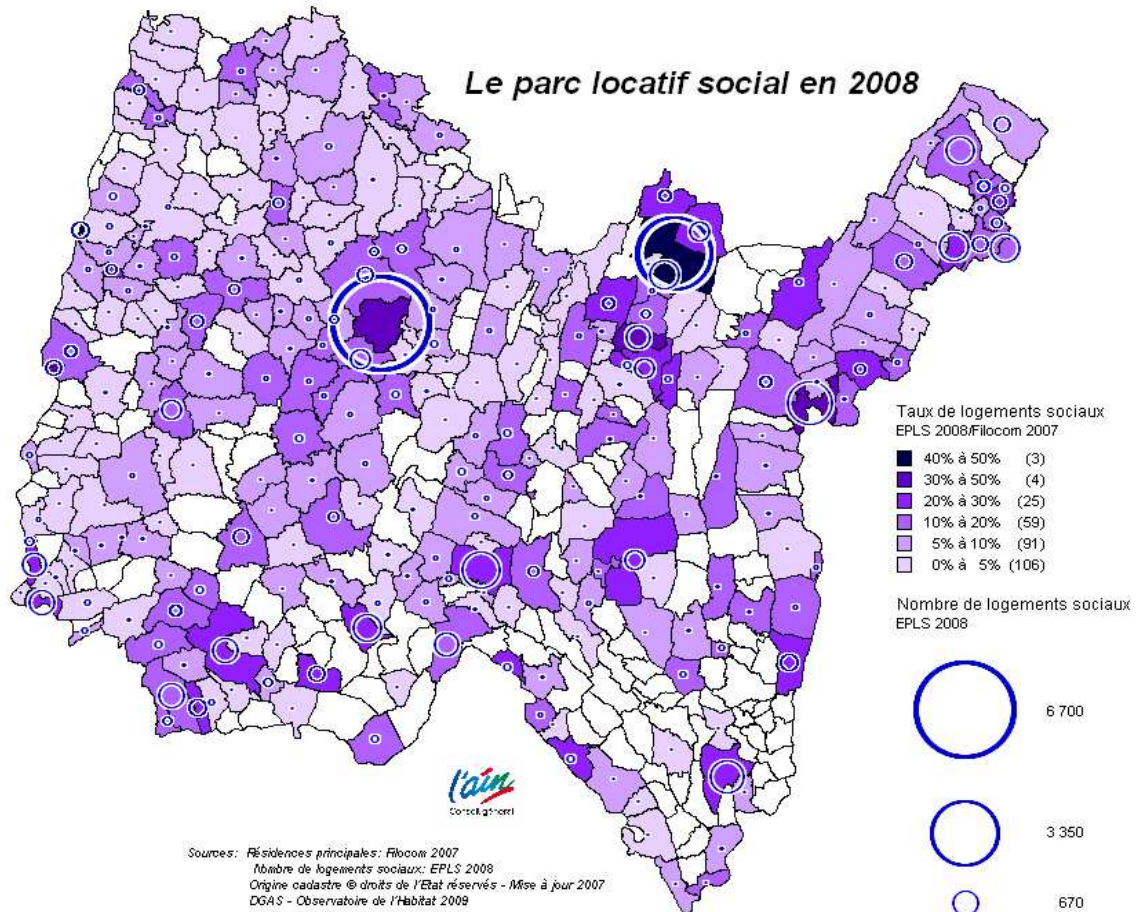 Le parc locatif social en 2008
Taux de logements sociaux
EPLS 2008/Filocom 2007
40% à 50% (3)
30% à 50% (4)
20% à 30% (25)
10% à 20% (59)
5% à 10% (91)
0% à 5% (106)
Nombre de logements sociaux
EPLS 2008
6 700
3 350
670
l'ain
Conseil général
Sources: Résidences principales: Filocom 2007
Nombre de logements sociaux: EPLS 2008
Origine cadastre © droits de l'Etat réservés - Mise à jour 2007
DGAS - Observatoire de l'Habitat 2009